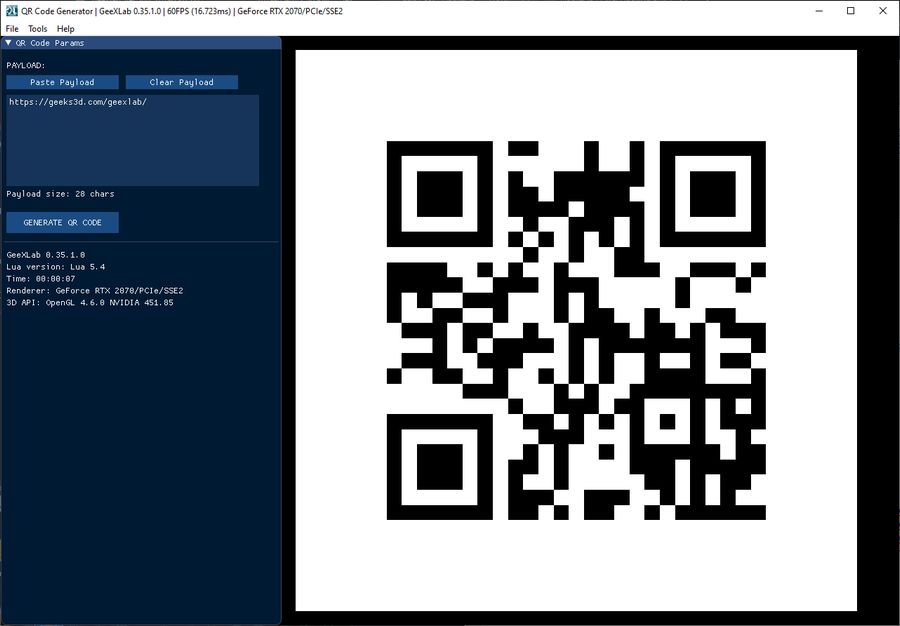 QR Code Generator | GeeXLab 0.35.1.0 | 60FPS (16.723ms) | GeForce RTX 2070/PCIe/SSE2
File Tools Help
QR Code Params
PAYLOAD:
Paste Payload Clear Payload
https://geeks3d.com/geexlab/
Payload size: 28 chars
GENERATE QR CODE
GeeXLab 0.35.1.0
Lua version: Lua 5.4
Time: 00:00:07
Renderer: GeForce RTX 2070/PCIe/SSE2
3D API: OpenGL 4.6.0 NVIDIA 451.85